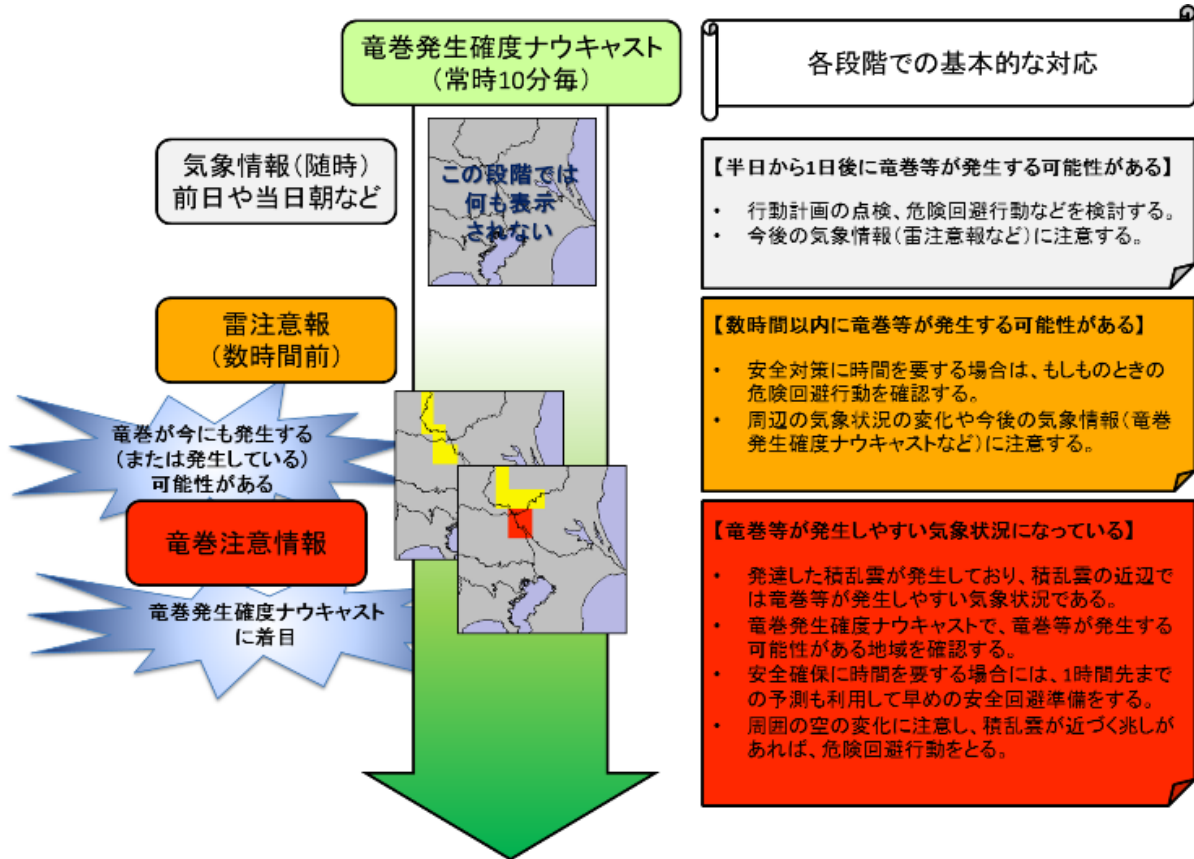 竜巻発生確度ナウキャスト
(常時10分毎)
各段階での基本的な対応
気象情報(随時)
前日や当日朝など
この段階では
何も表示
されない
【半日から1日後に竜巻等が発生する可能性がある】
• 行動計画の点検、危険回避行動などを検討する。
• 今後の気象情報(雷注意報など)に注意する。
雷注意報
(数時間前)
【数時間以内に竜巻等が発生する可能性がある】
• 安全対策に時間を要する場合は、もしものときの
危険回避行動を確認する。
• 周辺の気象状況の変化や今後の気象情報(竜巻
発生確度ナウキャストなど)に注意する。
竜巻が今にも発生する
(または発生している)
可能性がある
竜巻注意情報
竜巻発生確度ナウキャスト
に着目
【竜巻等が発生しやすい気象状況になっている】
• 発達した積乱雲が発生しており、積乱雲の近辺で
は竜巻等が発生しやすい気象状況である。
• 竜巻発生確度ナウキャストで、竜巻等が発生する
可能性がある地域を確認する。
• 安全確保に時間を要する場合には、1時間先まで
の予測も利用して早めの安全回避準備をする。
• 周囲の空の変化に注意し、積乱雲が近づく兆しが
あれば、危険回避行動をとる。